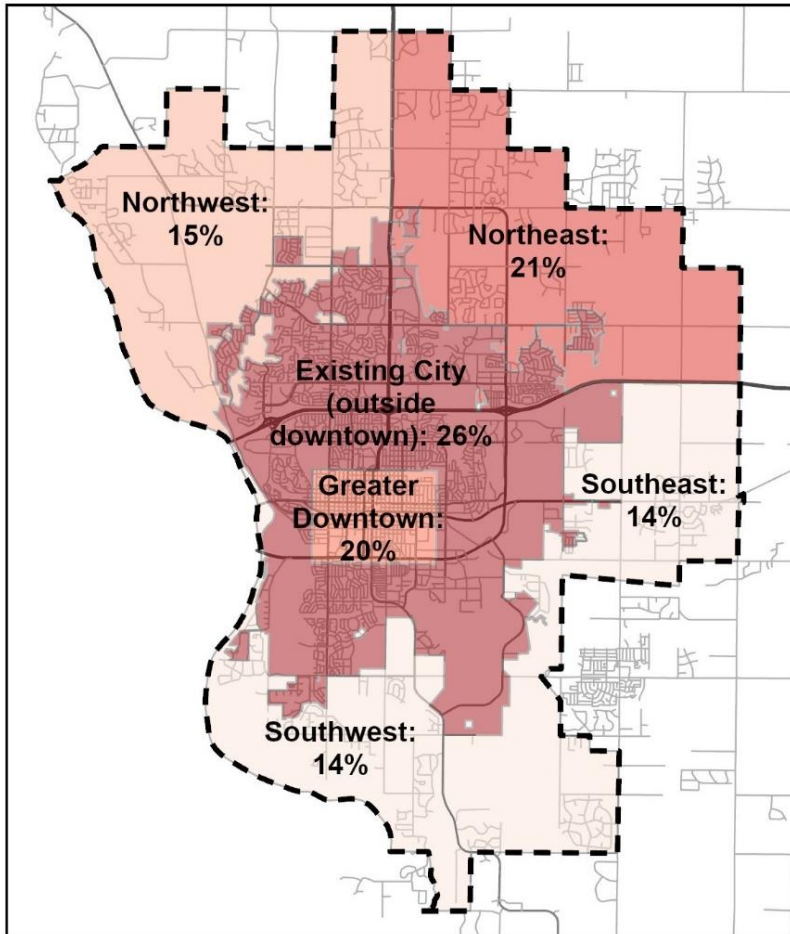 Northwest:
15%
Northeast:
21%
Existing City
(outside
downtown): 26%
Greater
Downtown:
20%
Southeast:
14%
Southwest:
14%